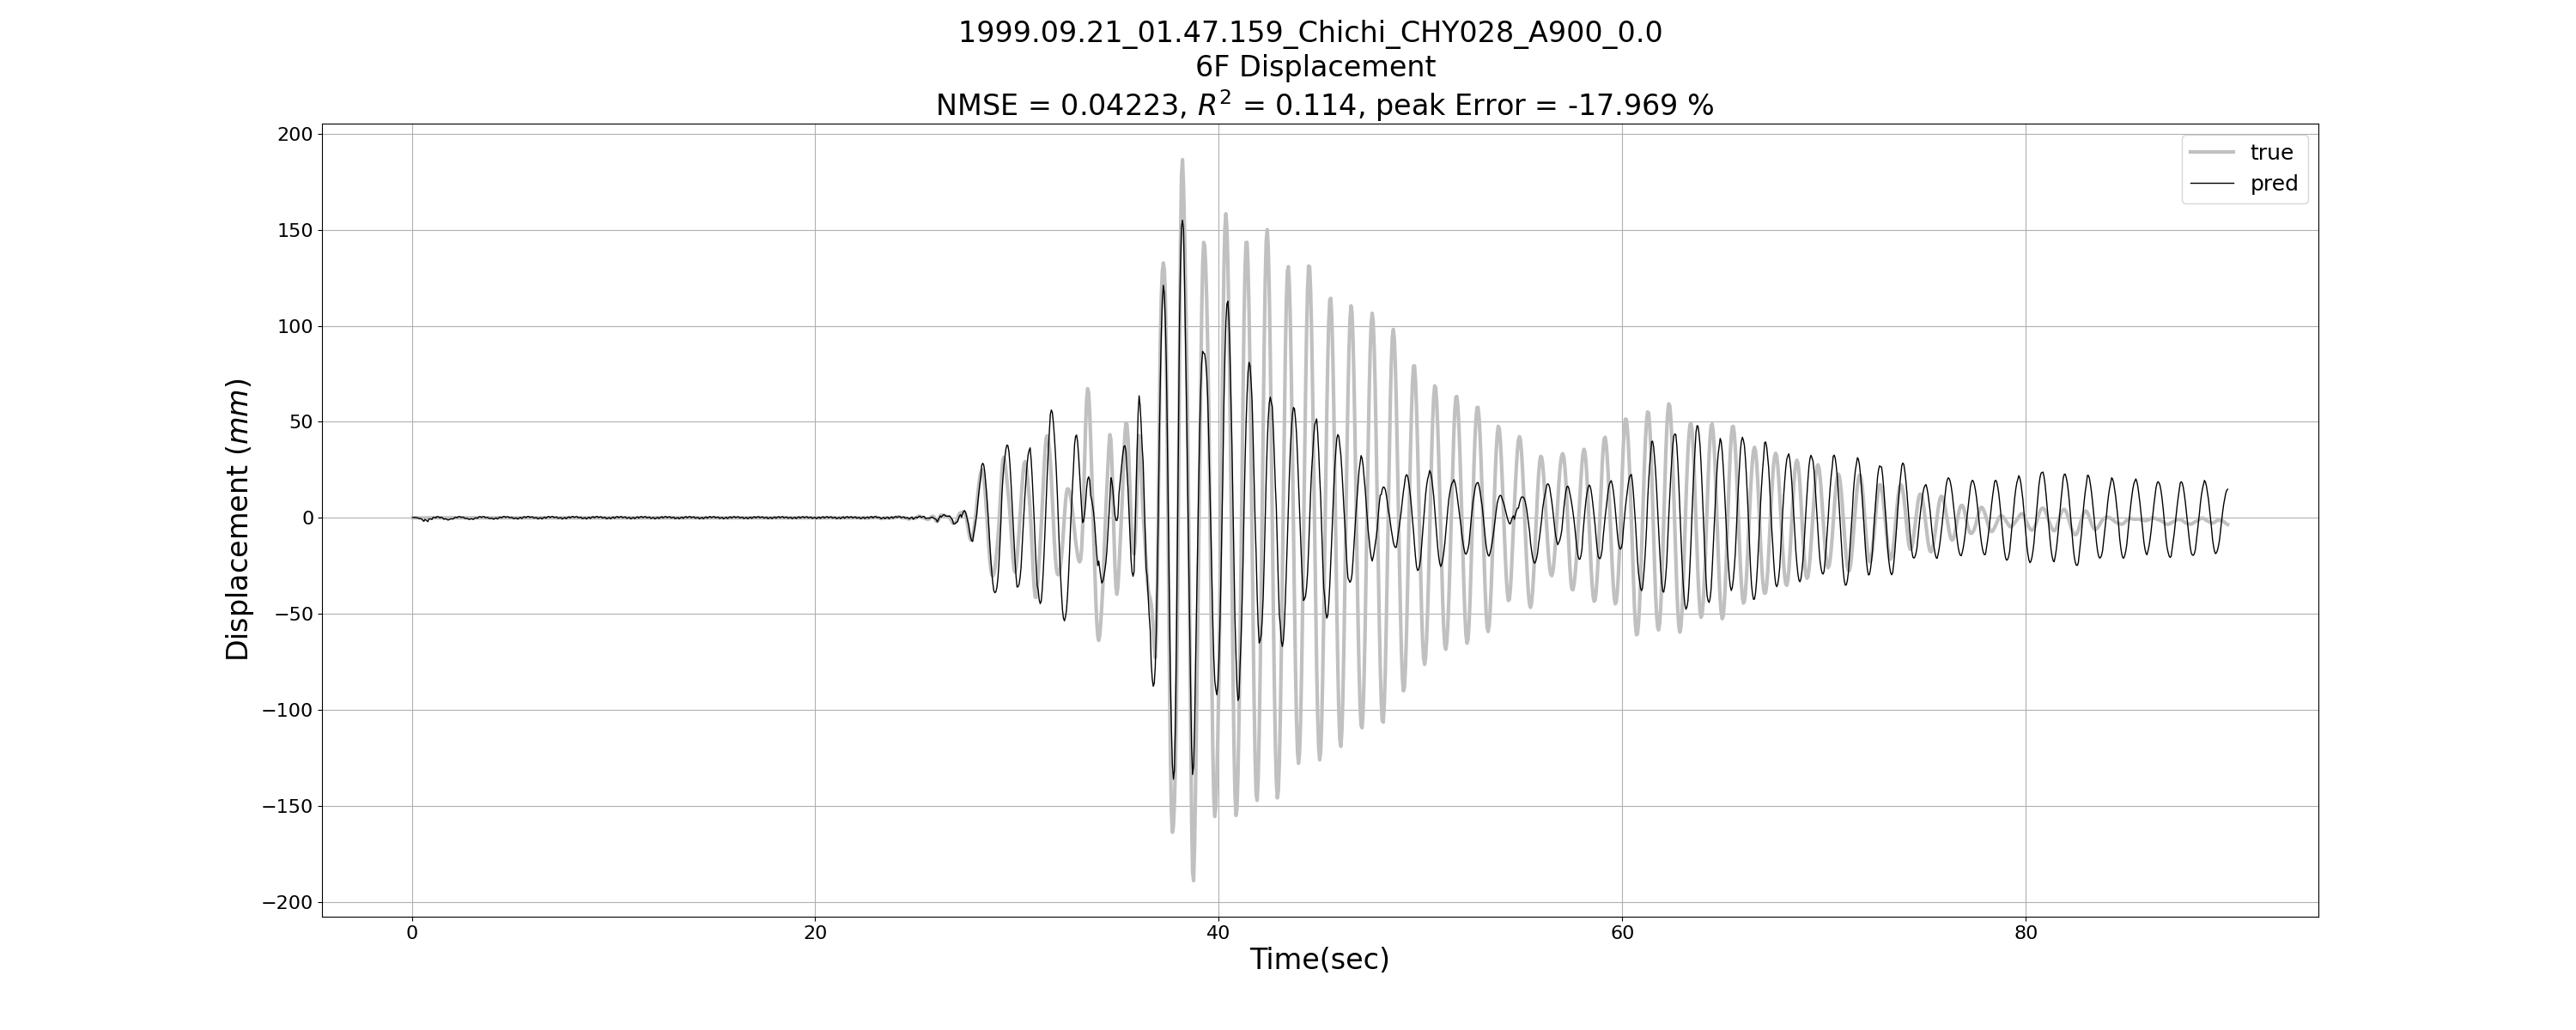 1999.09.21_01.47.159_Chichi_CHY028_A900_0.0
6F Displacement
NMSE = 0.04223, R² = 0.114, peak Error = -17.969 %
true
pred
200
150
100
50
0
−50
−100
−150
−200
Displacement (mm)
0 20 40 60 80
Time(sec)